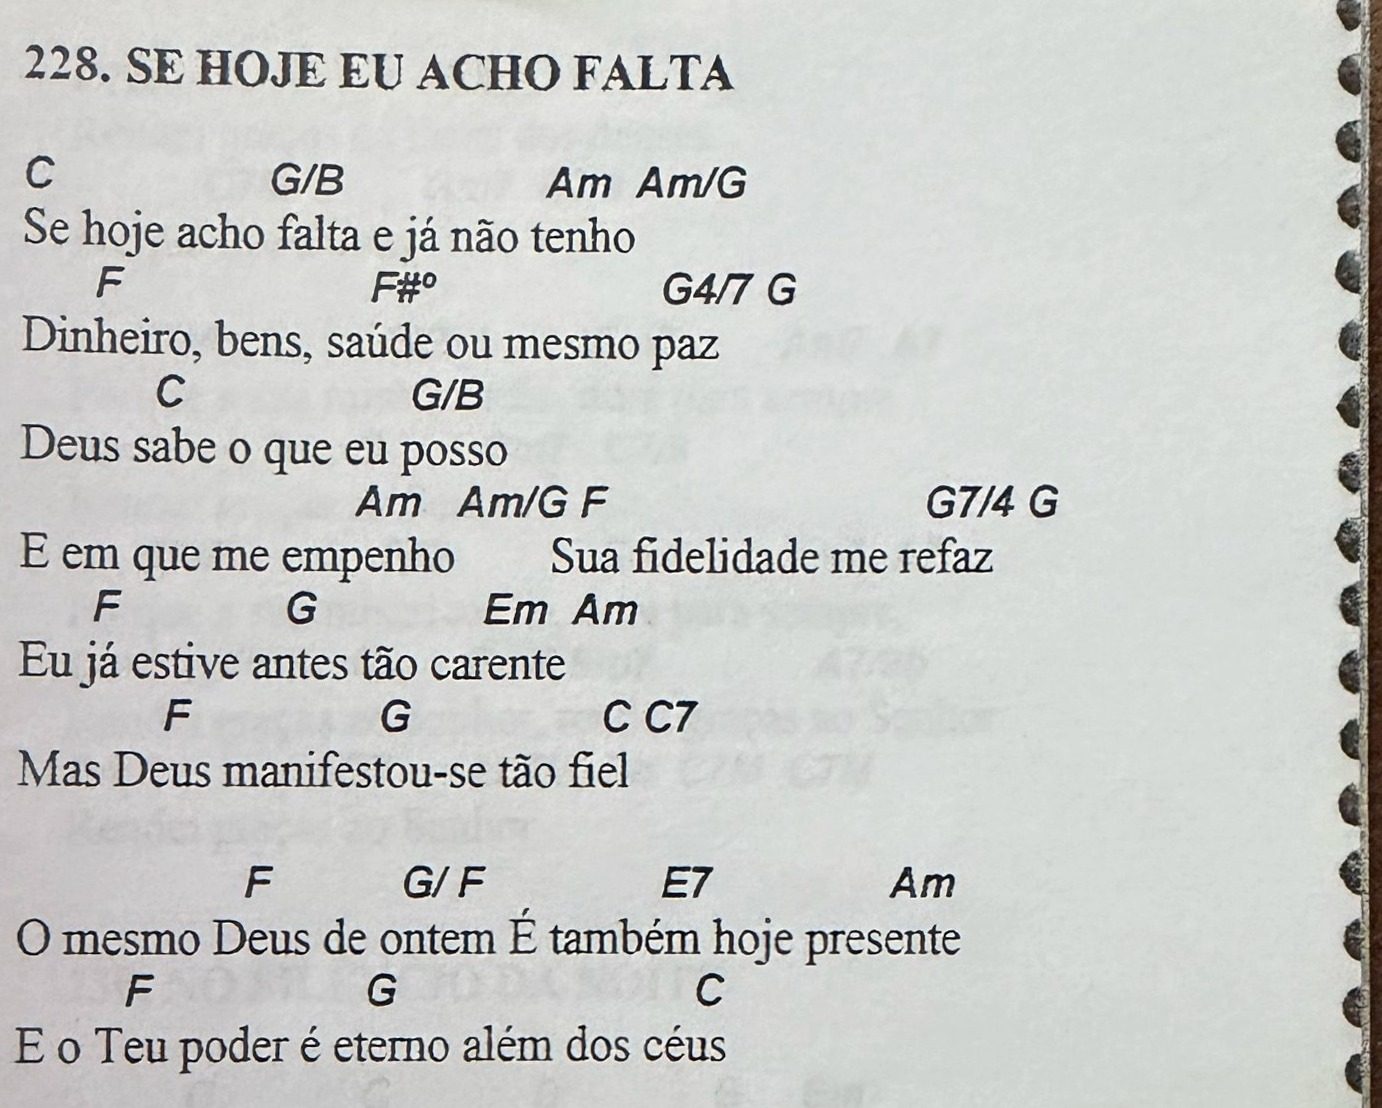 228. SE HOJE EU ACHO FALTA
C G/B Am Am/G
Se hoje acho falta e já não tenho
F F#º G4/7 G
Dinheiro, bens, saúde ou mesmo paz
C G/B
Deus sabe o que eu posso
Am Am/G F G7/4 G
E em que me empenho Sua fidelidade me refaz
F G Em Am
Eu já estive antes tão carente
F G C C7
Mas Deus manifestou-se tão fiel
F G/ F E7 Am
O mesmo Deus de ontem É também hoje presente
F G C
E o Teu poder é eterno além dos céus